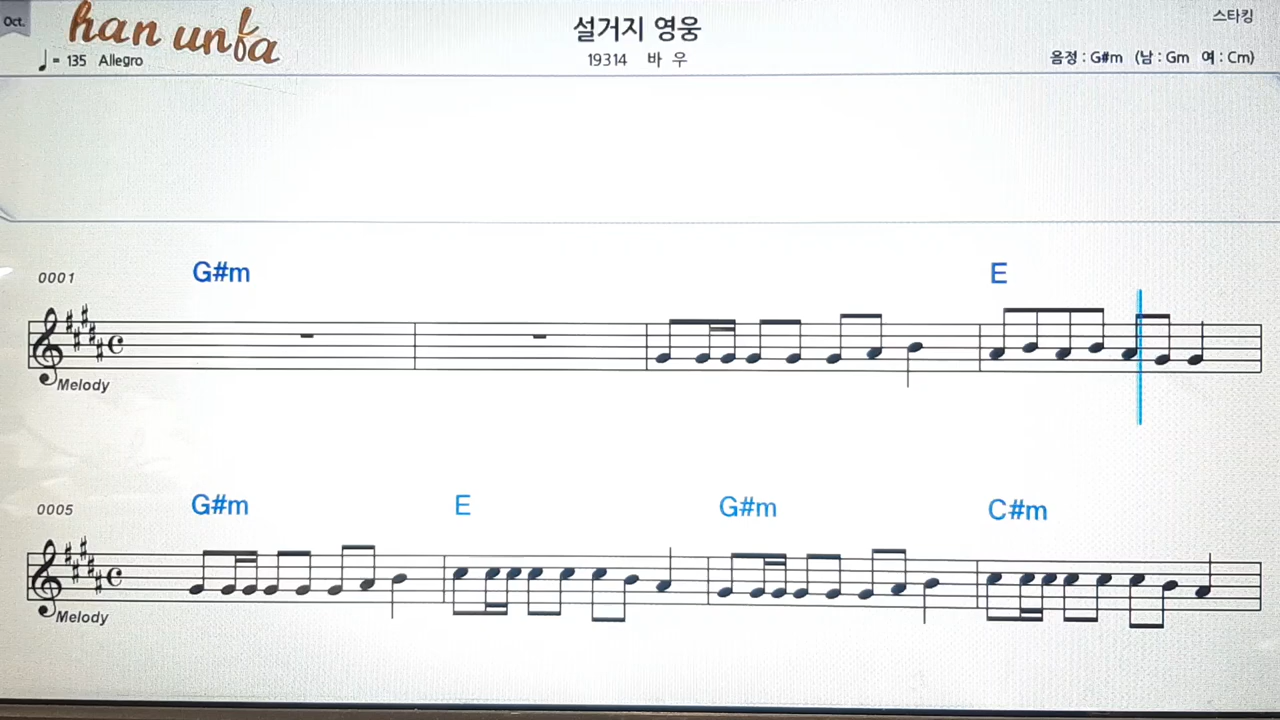 Oct.
han unfa
설거지 영웅
스타킹
= 135 Allegro
19314 바 우
음정 : G#m (남 : Gm 여 : Cm)
0001
G#m
E
Melody
0005
G#m E G#m C#m
Melody